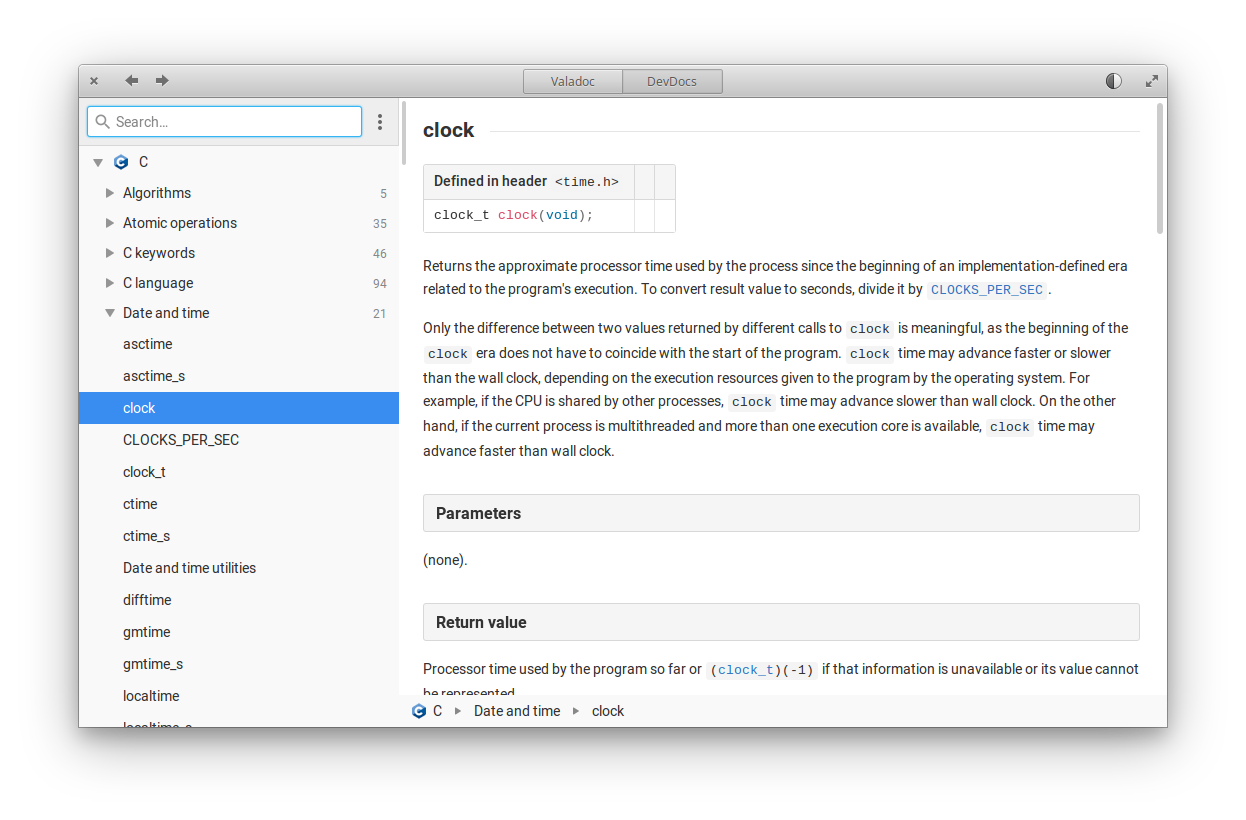 Valadoc DevDocs
Search...
C
Algorithms 5
Atomic operations 35
C keywords 46
C language 94
Date and time 21
asctime
asctime_s
clock
CLOCKS_PER_SEC
clock_t
ctime
ctime_s
Date and time utilities
difftime
gmtime
gmtime_s
localtime
localtime_s
clock
Defined in header <time.h>
clock_t clock(void);
Returns the approximate processor time used by the process since the beginning of an implementation-defined era
related to the program's execution. To convert result value to seconds, divide it by CLOCKS_PER_SEC.
Only the difference between two values returned by different calls to clock is meaningful, as the beginning of the
clock era does not have to coincide with the start of the program. clock time may advance faster or slower
than the wall clock, depending on the execution resources given to the program by the operating system. For
example, if the CPU is shared by other processes, clock time may advance slower than wall clock. On the other
hand, if the current process is multithreaded and more than one execution core is available, clock time may
advance faster than wall clock.
Parameters
(none).
Return value
Processor time used by the program so far or (clock_t)(-1) if that information is unavailable or its value cannot
be represented
C Date and time clock